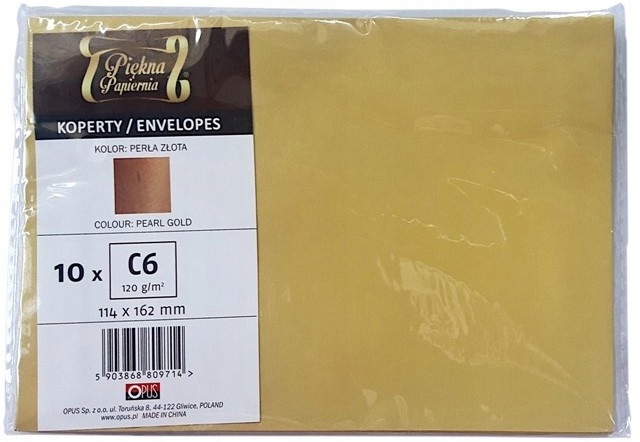 Piękna
Papiernia
®
KOPERTY / ENVELOPES
KOLOR: PERŁA ZŁOTA
COLOUR: PEARL GOLD
10 x C6
120 g/m²
114 x 162 mm
5 903868 809714 >
OPUS
OPUS Sp. z o.o. ul. Toruńska 8, 44-122 Gliwice, POLAND
www.opus.pl MADE IN CHINA